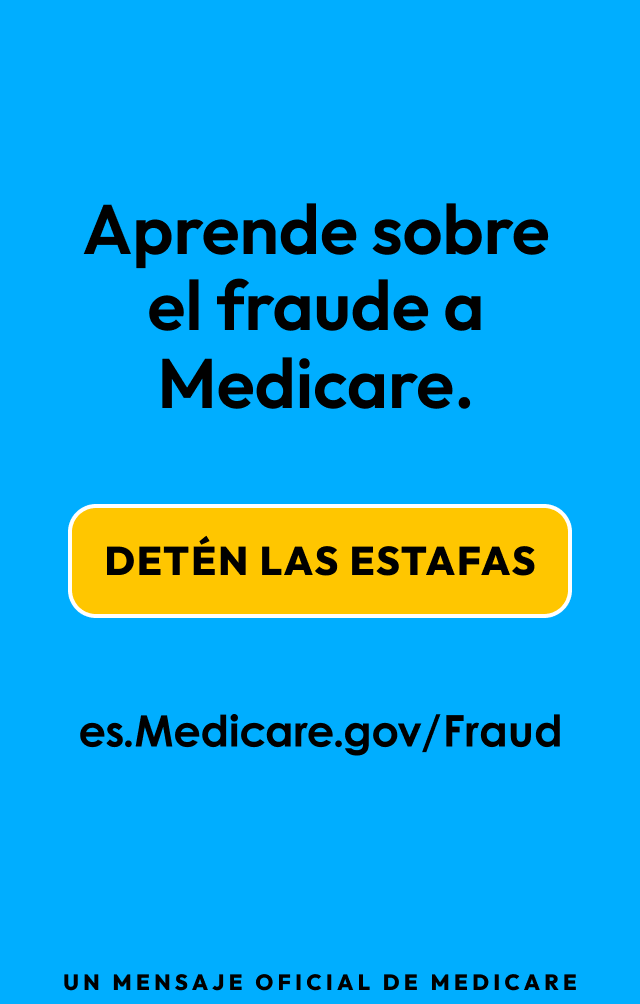 Aprende sobre
el fraude a
Medicare.
DETÉN LAS ESTAFAS
es.Medicare.gov/Fraud
UN MENSAJE OFICIAL DE MEDICARE